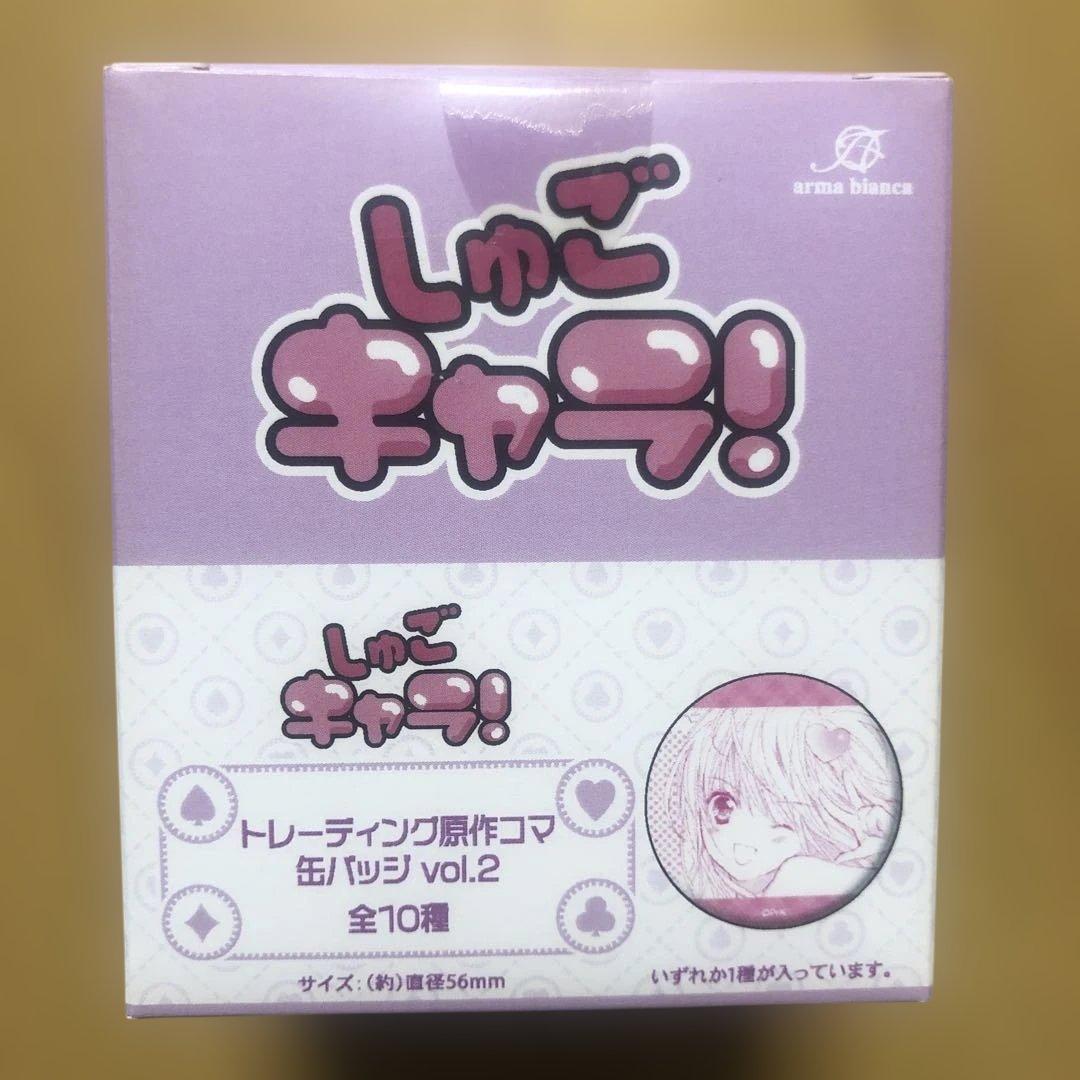 arma bianca
しゅご
キャラ!
しゅご
キャラ!
トレーディング原作コマ
缶バッジ vol.2
全10種
サイズ:(約)直径56mm
いずれか1種が入っています。